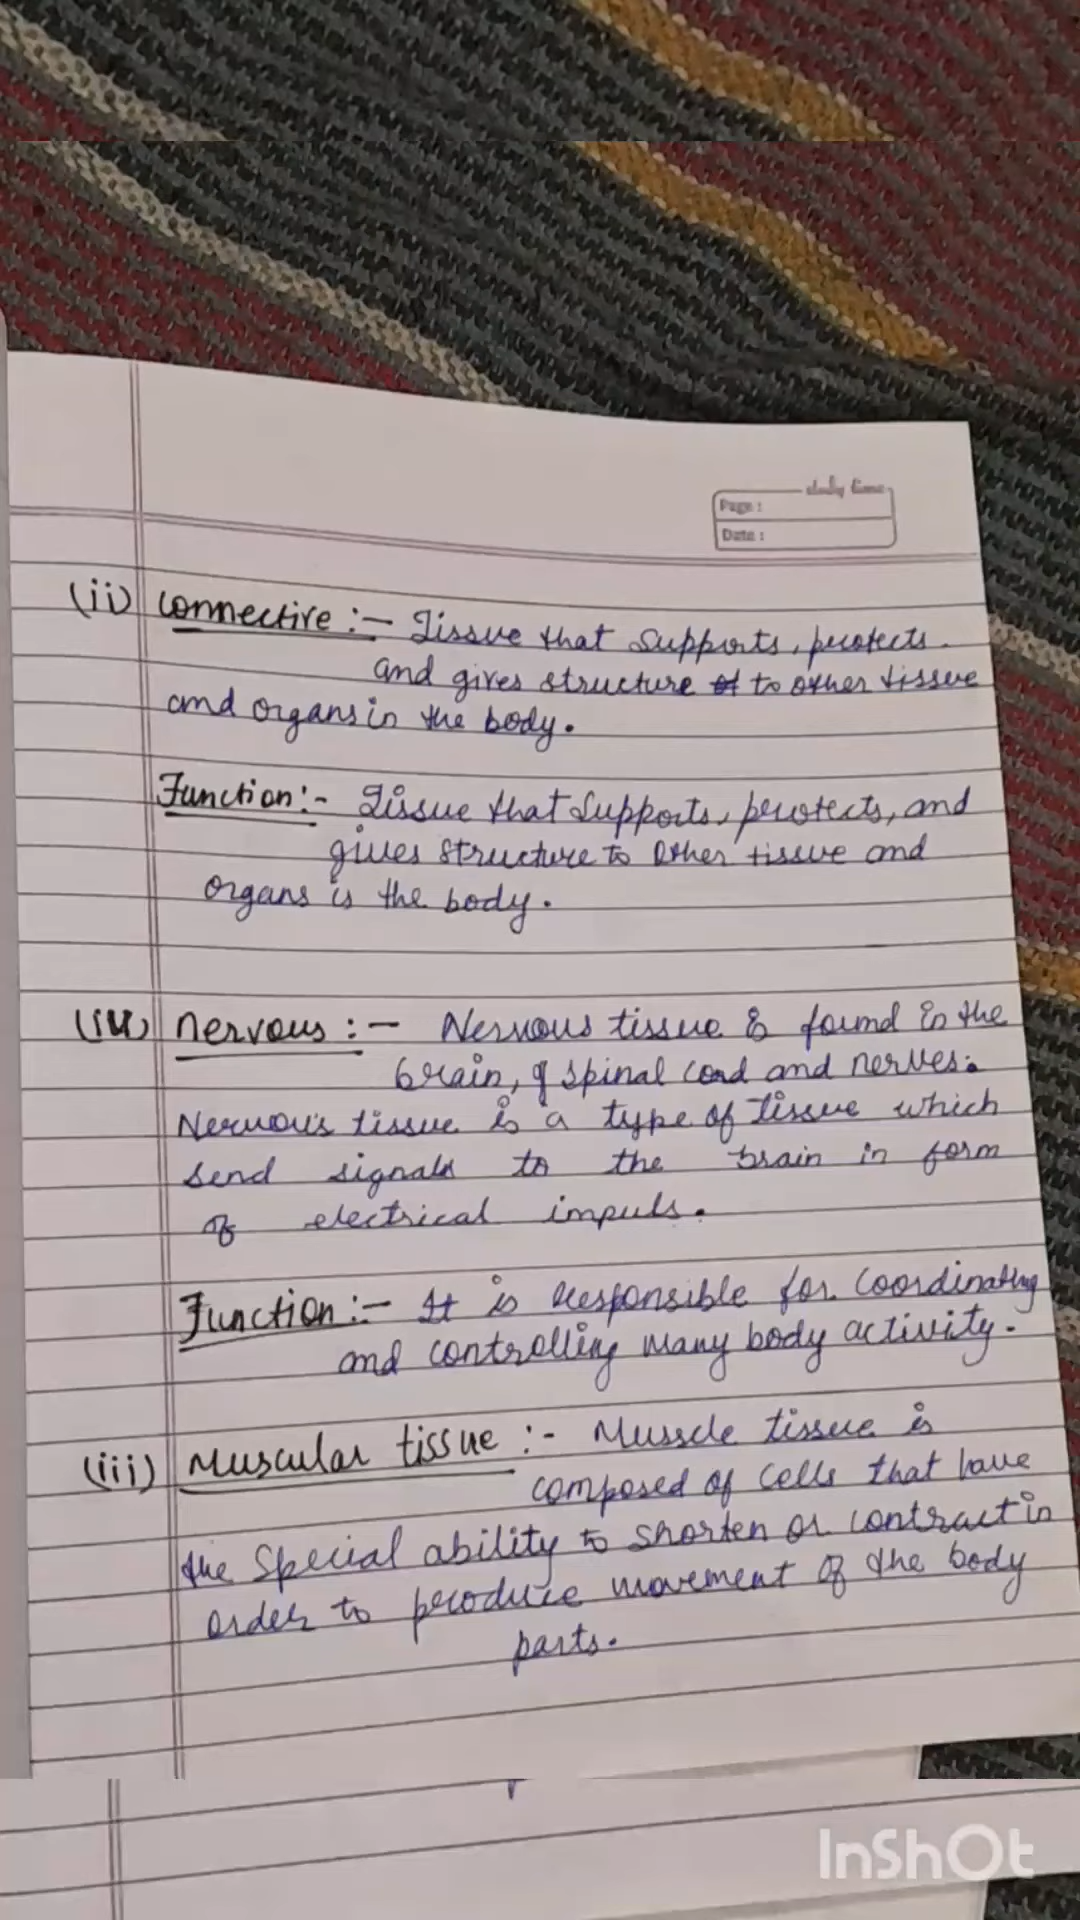 study time
Page :
Date :
(ii) Connective :- Tissue that supports, protects
and gives structure to other tissue
and organs in the body.
Function :- Tissue that supports, protects, and
gives structure to other tissue and
organs is the body.
nervous :- Nervous tissue is found in the
brain, spinal cord and nerves.
Nervous tissue is a type of tissue which
send signals to the brain in form
of electrical impuls.
Function :- It is responsible for coordinating
and controlling many body activity.
(iii) Muscular tissue :- Muscle tissue is
composed of cells that have
the special ability to shorten or contract in
order to produce movement of the body
parts.
InShOt